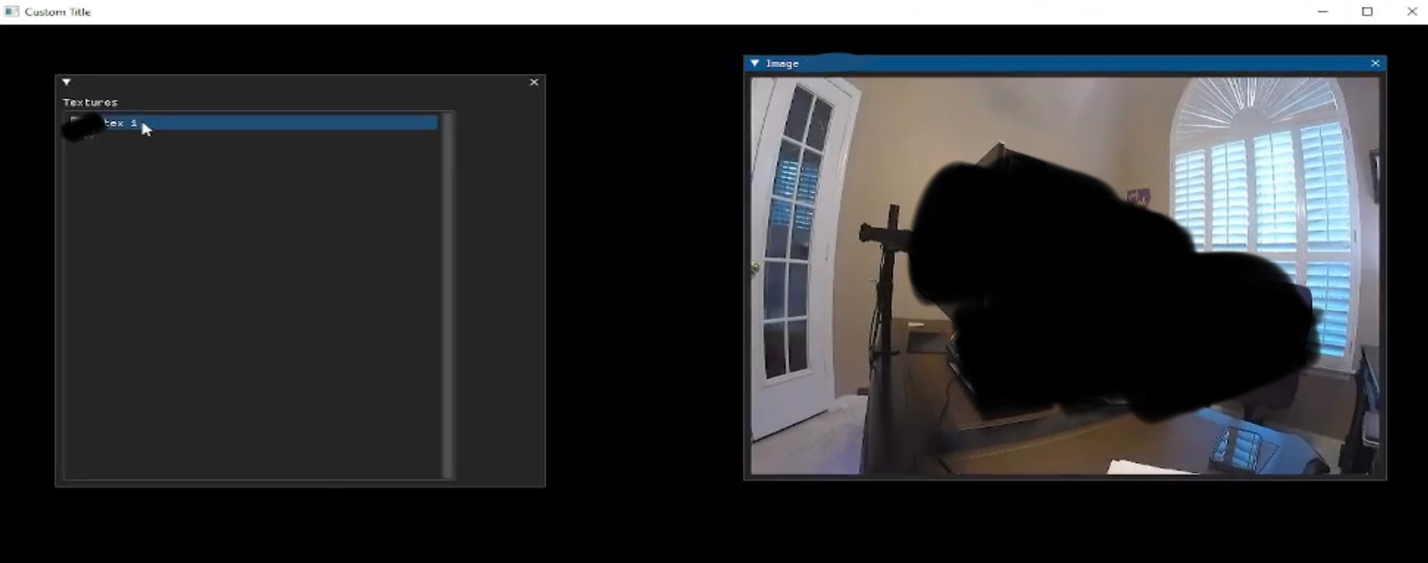 Custom Title
Textures
tex 1
Image